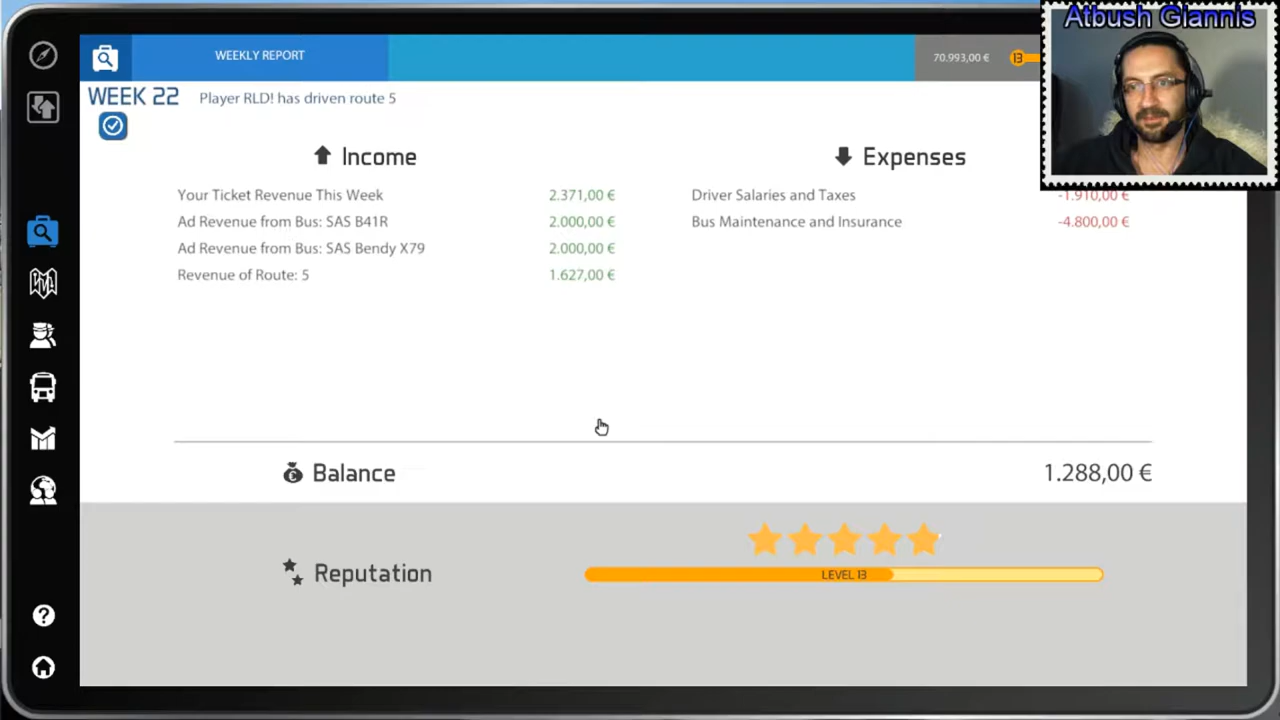 Atbush Giannis
WEEKLY REPORT
70.993,00 €
13
WEEK 22
Player RLD! has driven route 5
Income
Expenses
Your Ticket Revenue This Week 2.371,00 €
Driver Salaries and Taxes -1.910,00 €
Ad Revenue from Bus: SAS B41R 2.000,00 €
Bus Maintenance and Insurance -4.800,00 €
Ad Revenue from Bus: SAS Bendy X79 2.000,00 €
Revenue of Route: 5 1.627,00 €
Balance 1.288,00 €
Reputation
LEVEL 13